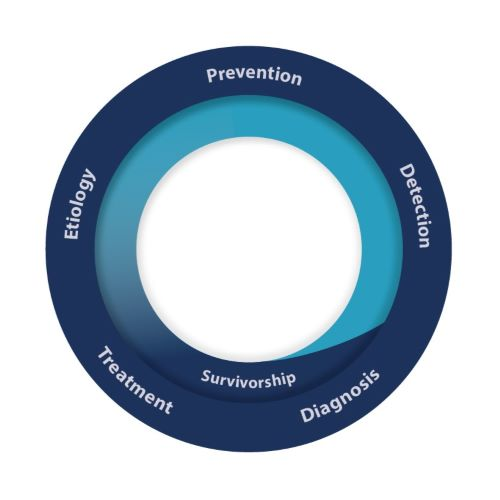 Prevention
Detection
Diagnosis
Survivorship
Treatment
Etiology